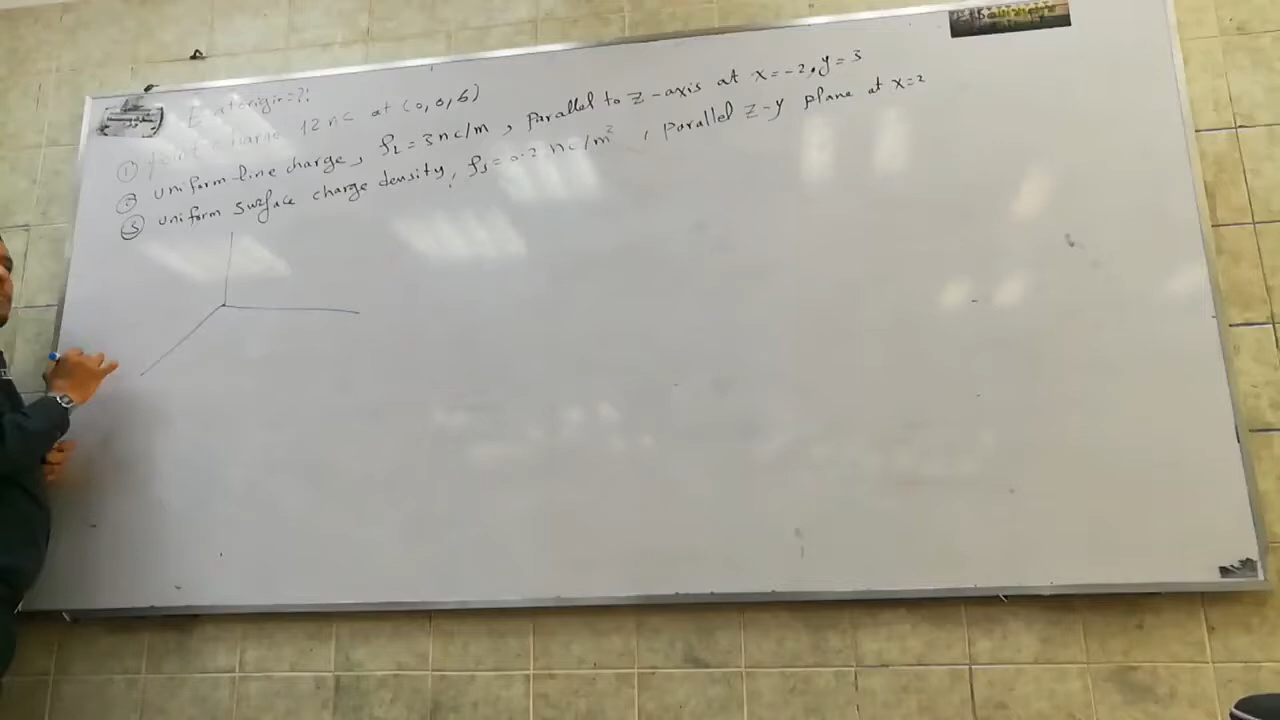 E at origin = ?!
① point charge 12 nc at (0,0,6)
② uniform line charge, ρL = 3 nc/m, parallel to z-axis at x=-2, y=3
③ uniform surface charge density, ρs = 0.2 nc/m², parallel z-y plane at x=2